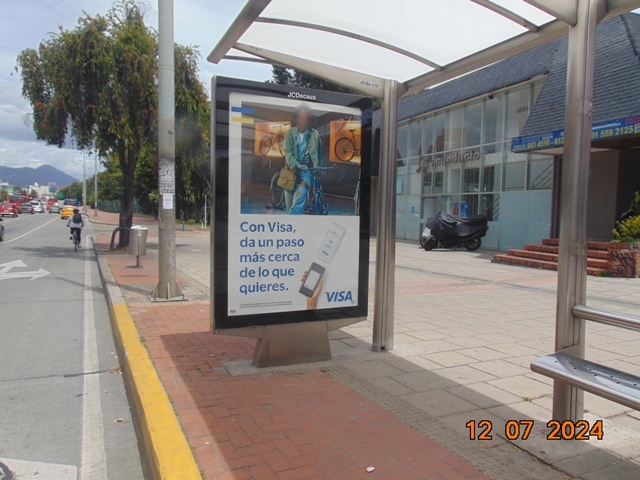 JCDecaux
Con Visa,
da un paso
más cerca
de lo que
quieres.
VISA
12 07 2024